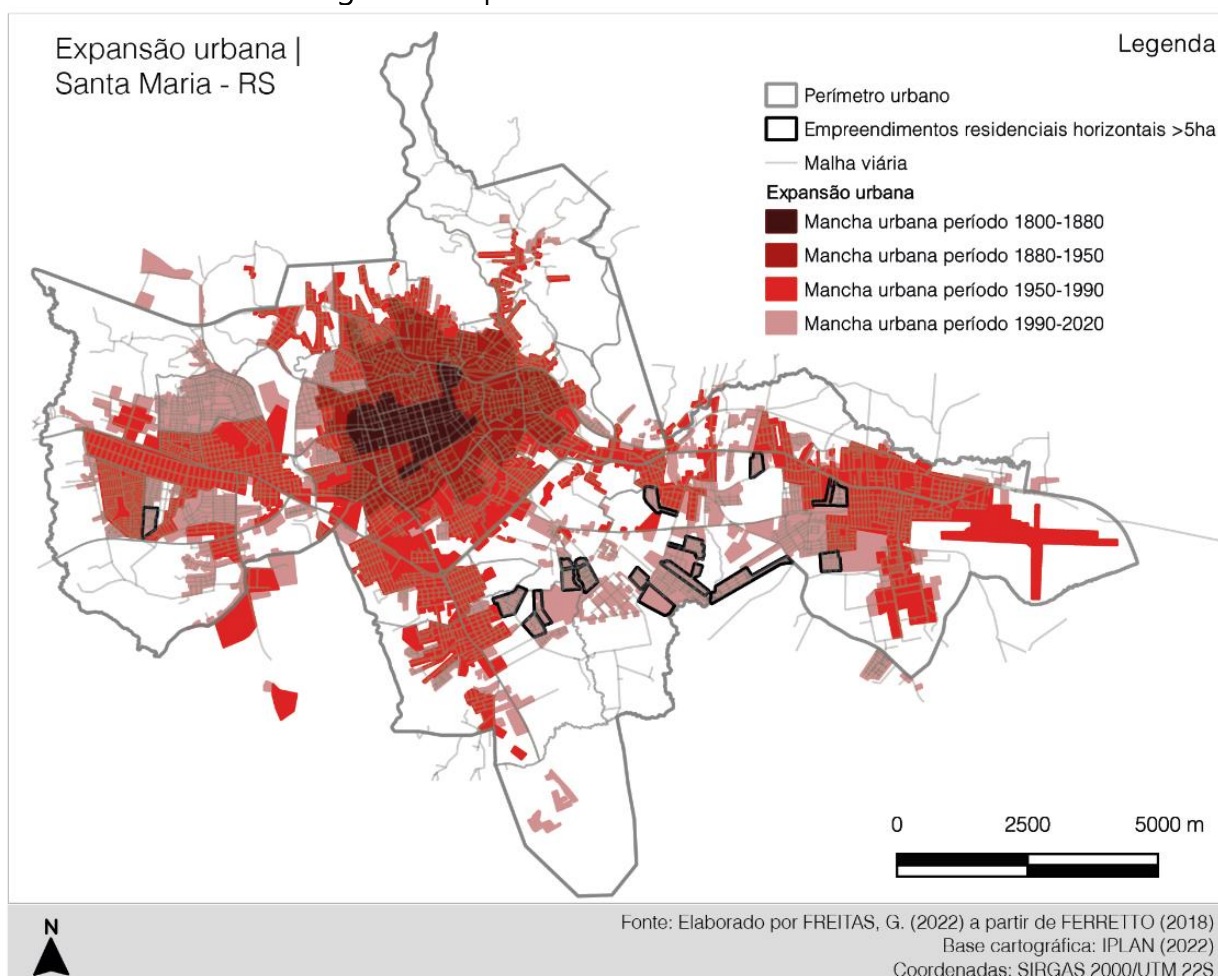 Expansão urbana |
Santa Maria - RS
Legenda
Perímetro urbano
Empreendimentos residenciais horizontais >5ha
Malha viária
Expansão urbana
Mancha urbana período 1800-1880
Mancha urbana período 1880-1950
Mancha urbana período 1950-1990
Mancha urbana período 1990-2020
0 2500 5000 m
N
Fonte: Elaborado por FREITAS, G. (2022) a partir de FERRETTO (2018)
Base cartográfica: IPLAN (2022)
Coordenadas: SIRGAS 2000/UTM 22S